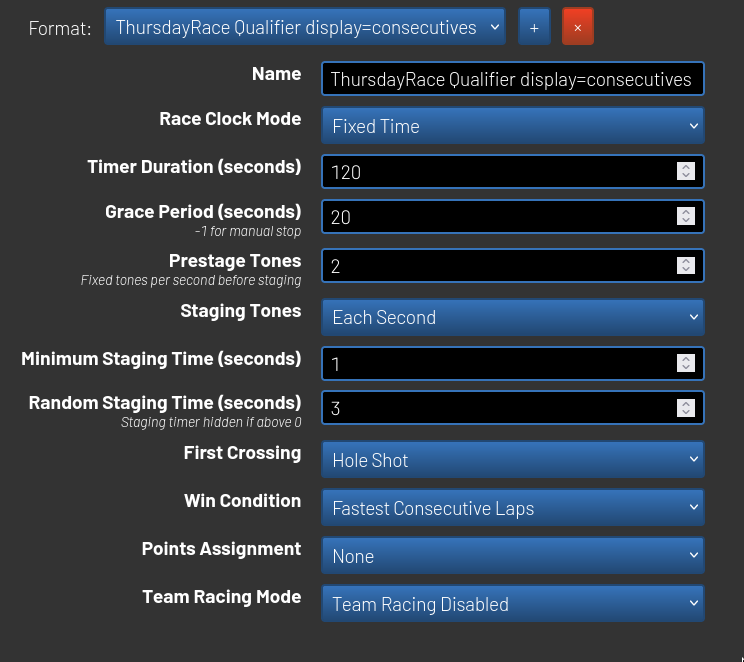 Format: ThursdayRace Qualifier display=consecutives + ×
Name ThursdayRace Qualifier display=consecutives
Race Clock Mode Fixed Time
Timer Duration (seconds) 120
Grace Period (seconds) 20
-1 for manual stop
Prestage Tones 2
Fixed tones per second before staging
Staging Tones Each Second
Minimum Staging Time (seconds) 1
Random Staging Time (seconds) 3
Staging timer hidden if above 0
First Crossing Hole Shot
Win Condition Fastest Consecutive Laps
Points Assignment None
Team Racing Mode Team Racing Disabled